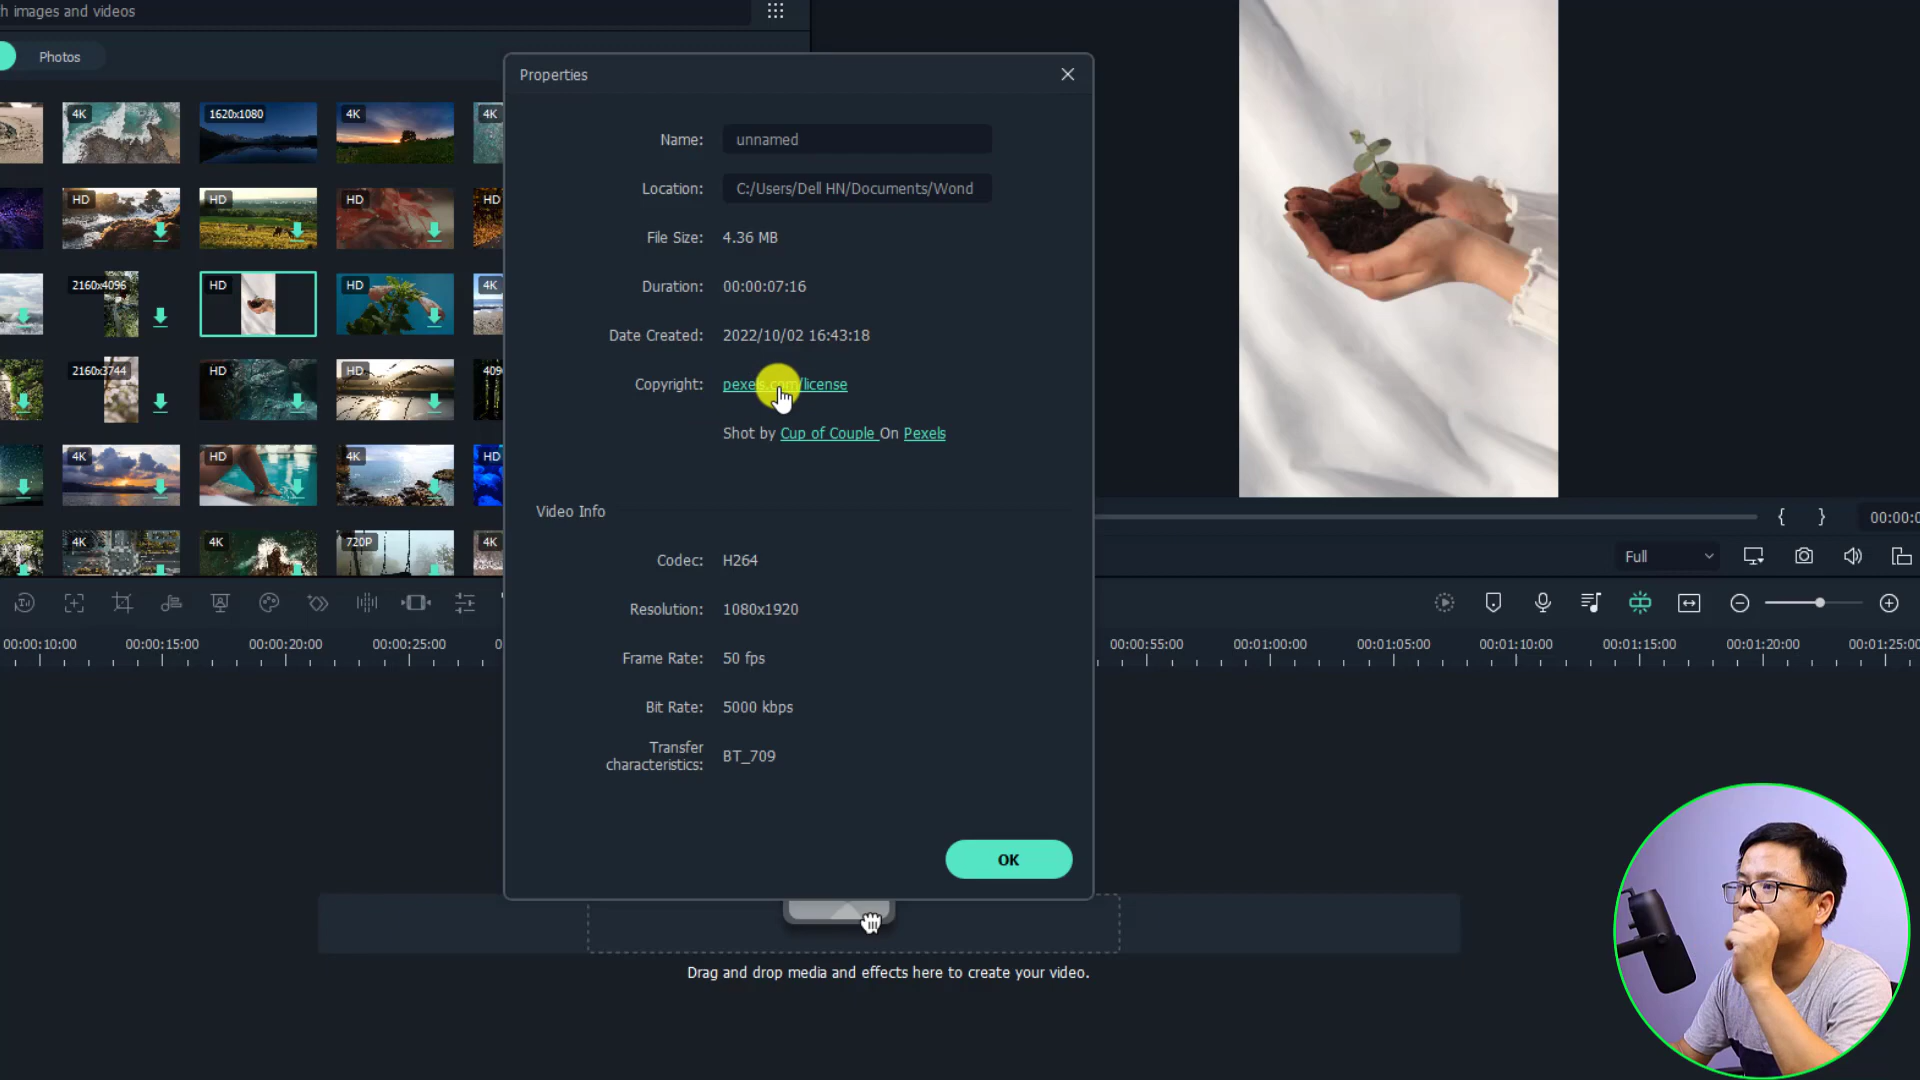 h images and videos
Photos
4K
1620x1080
4K
4K
HD
HD
HD
HD
2160x4096
HD
HD
4K
2160x3744
HD
HD
409
4K
HD
4K
HD
4K
4K
720P
4K
Properties
Name: unnamed
Location: C:/Users/Dell HN/Documents/Wond
File Size: 4.36 MB
Duration: 00:00:07:16
Date Created: 2022/10/02 16:43:18
Copyright: pexels.com/license
Shot by Cup of Couple On Pexels
Video Info
Codec: H264
Resolution: 1080x1920
Frame Rate: 50 fps
Bit Rate: 5000 kbps
Transfer
characteristics: BT_709
OK
{ } 00:00:0
Full
00:00:10:00 00:00:15:00 00:00:20:00 00:00:25:00 0 00:00:55:00 00:01:00:00 00:01:05:00 00:01:10:00 00:01:15:00 00:01:20:00 00:01:25:00
Drag and drop media and effects here to create your video.